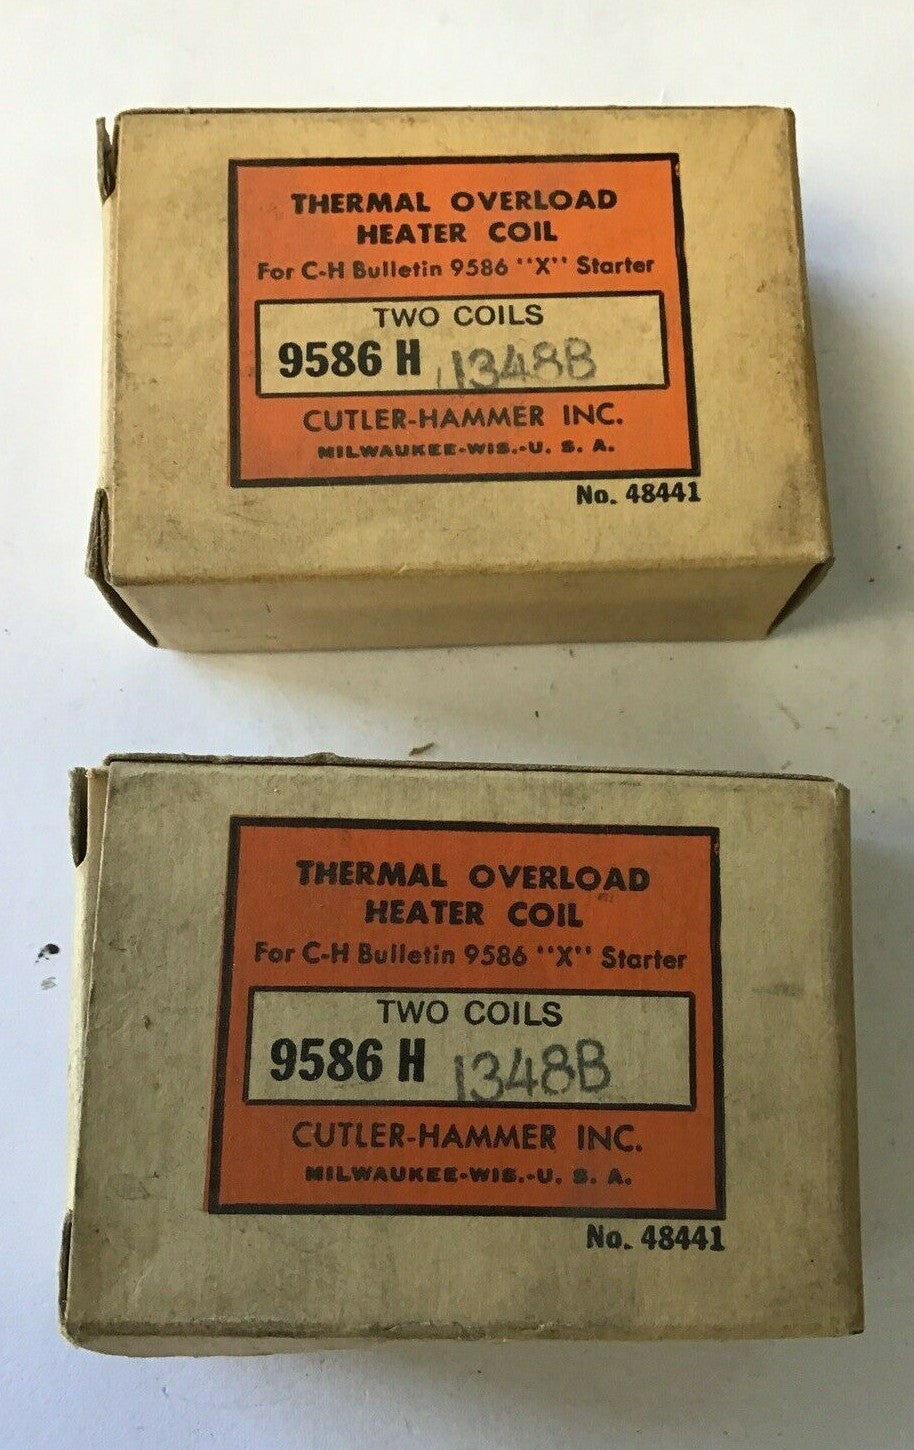 THERMAL OVERLOAD
HEATER COIL
For C-H Bulletin 9586 "X" Starter
TWO COILS
9586 H 1348B
CUTLER-HAMMER INC.
MILWAUKEE-WIS.-U. S. A.
No. 48441
THERMAL OVERLOAD
HEATER COIL
For C-H Bulletin 9586 "X" Starter
TWO COILS
9586 H 1348B
CUTLER-HAMMER INC.
MILWAUKEE-WIS.-U. S. A.
No. 48441